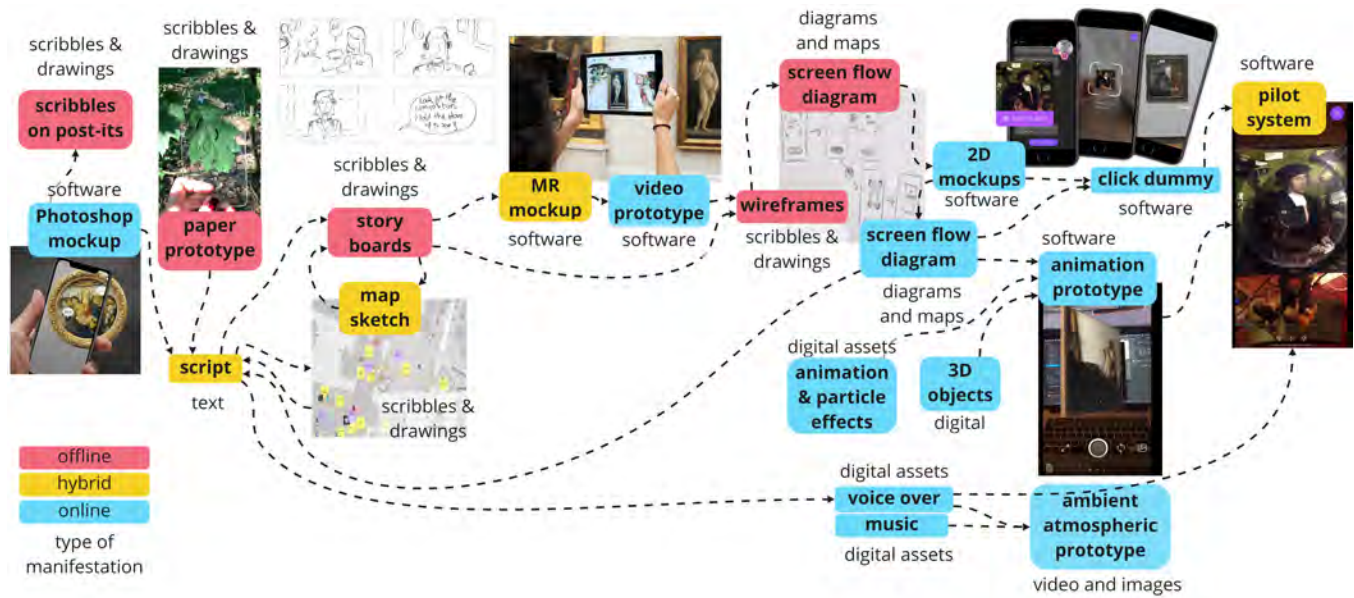 scribbles &
drawings
scribbles
on post-its
software
Photoshop
mockup
scribbles &
drawings
paper
prototype
script
text
scribbles &
drawings
story
boards
map
sketch
scribbles &
drawings
MR
mockup
software
video
prototype
software
diagrams
and maps
screen flow
diagram
wireframes
scribbles &
drawings
2D
mockups
software
screen flow
diagram
diagrams
and maps
click dummy
software
software
pilot
system
software
animation
prototype
digital assets
animation
& particle
effects
3D
objects
digital
digital assets
voice over
music
digital assets
ambient
atmospheric
prototype
video and images
offline
hybrid
online
type of
manifestation